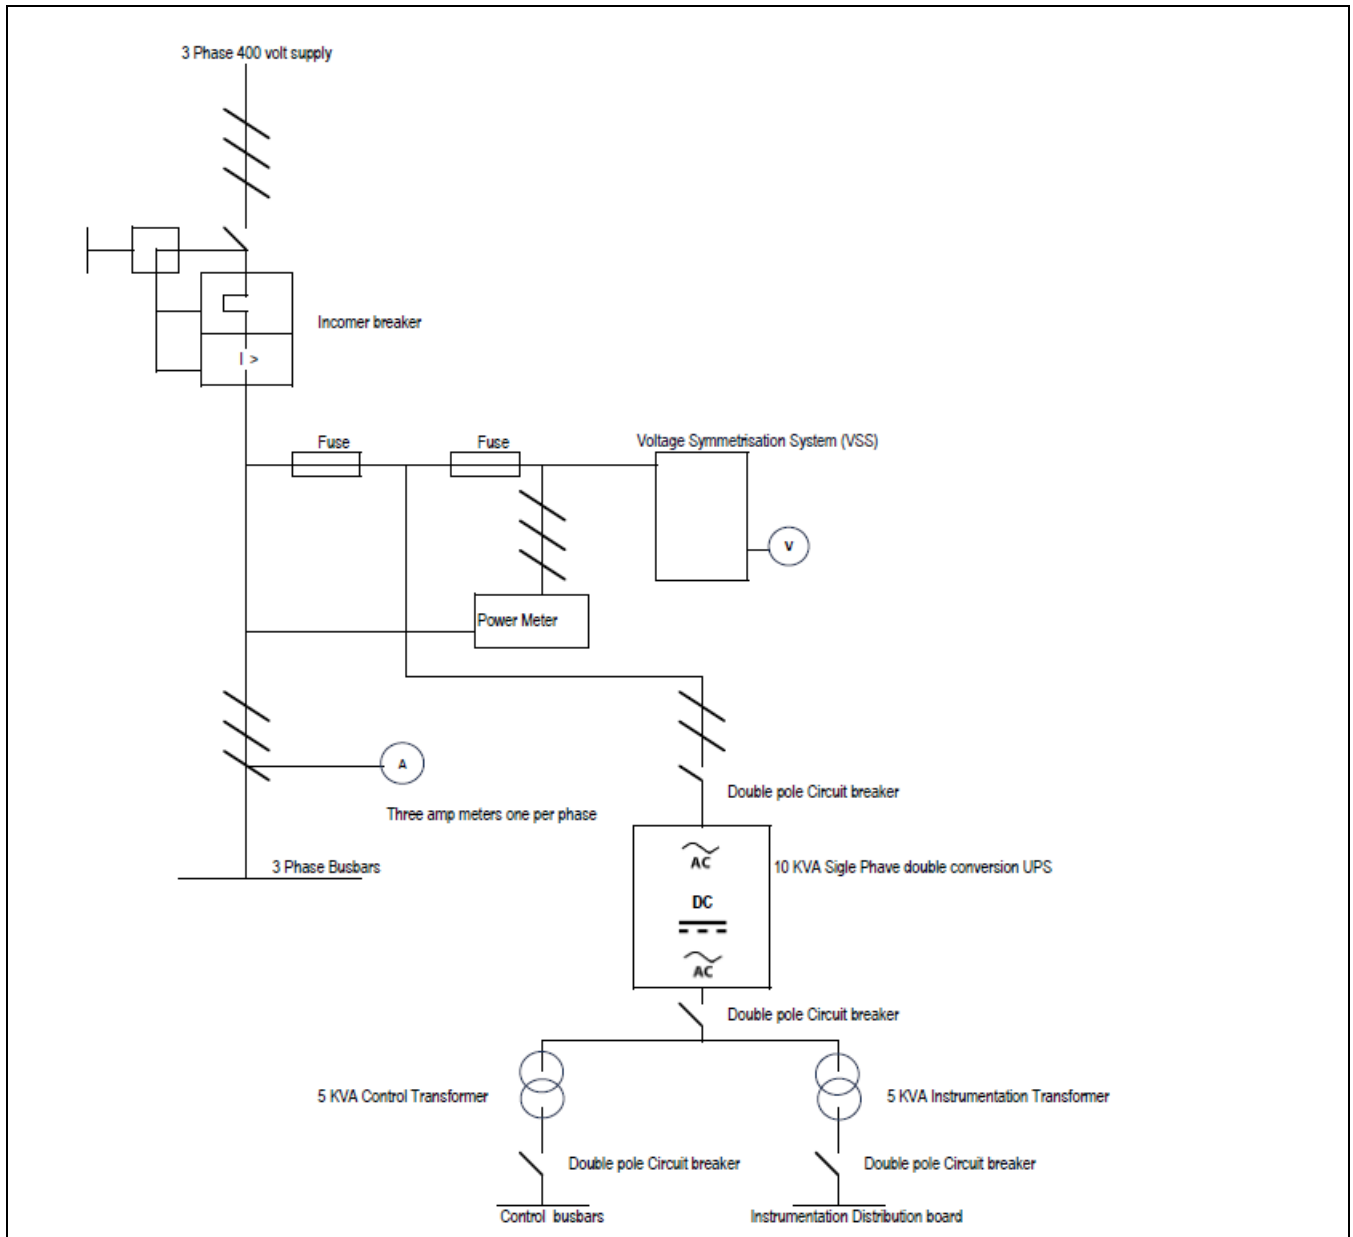 3 Phase 400 volt supply
Incomer breaker
I >
Fuse
Fuse
Voltage Symmetrisation System (VSS)
V
Power Meter
A
Double pole Circuit breaker
Three amp meters one per phase
AC
3 Phase Busbars
10 KVA Sigle Phave double conversion UPS
DC
AC
Double pole Circuit breaker
5 KVA Control Transformer
5 KVA Instrumentation Transformer
Double pole Circuit breaker
Double pole Circuit breaker
Control busbars
Instrumentation Distribution board